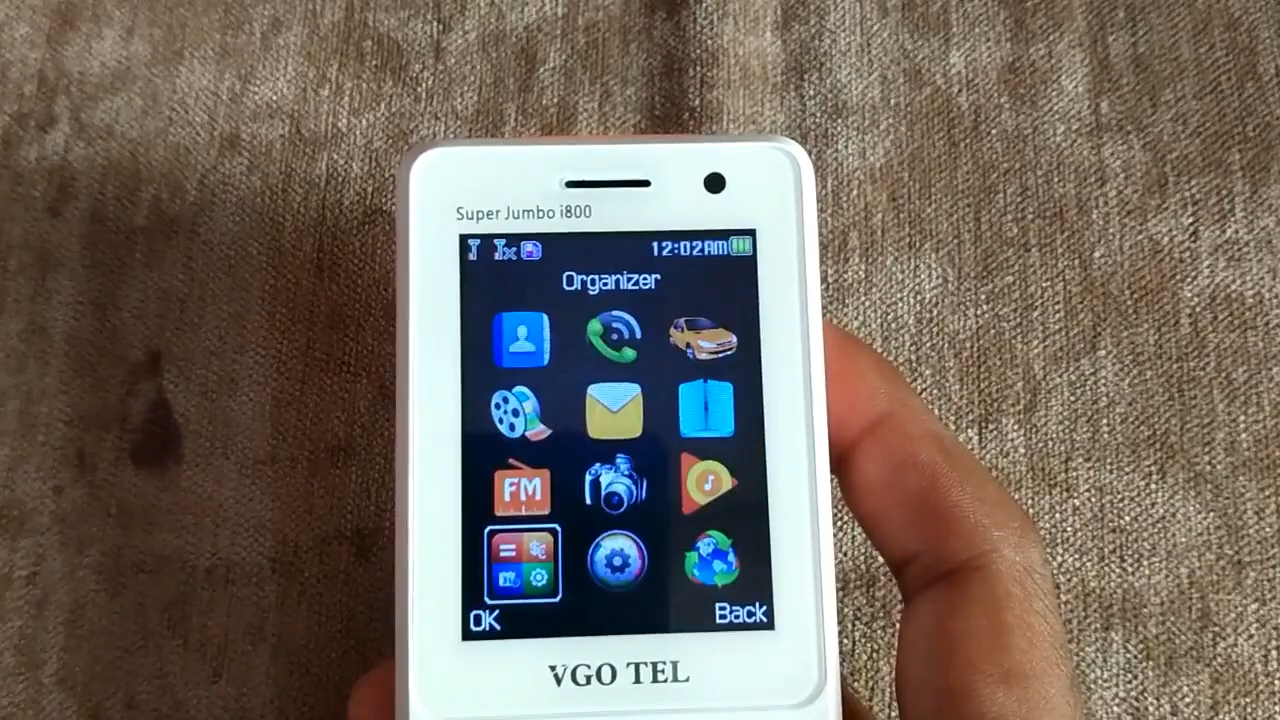 Super Jumbo i800
12:02AM
Organizer
FM
OK
Back
VGO TEL